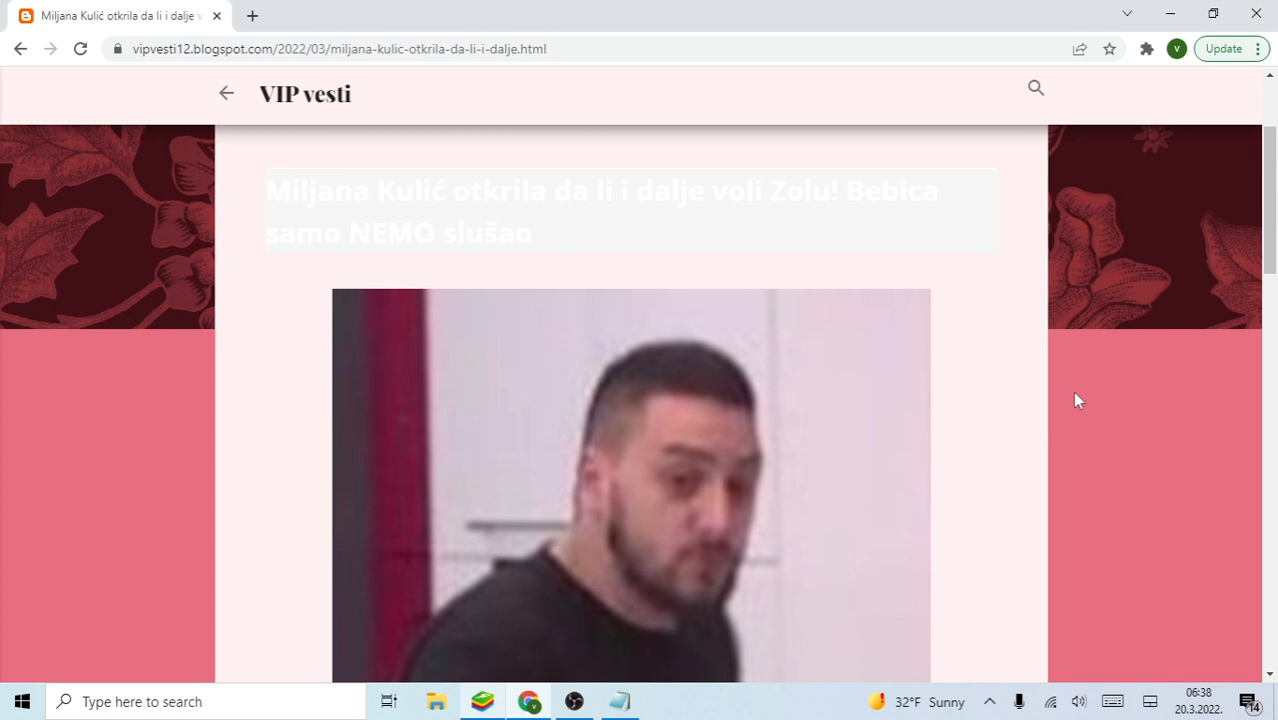 Miljana Kulić otkrila da li i dalje v
vipvesti12.blogspot.com/2022/03/miljana-kulic-otkrila-da-li-i-dalje.html
v
Update
VIP vesti
Miljana Kulić otkrila da li i dalje voli Zolu! Bebica
samo NEMO slušao
Type here to search
v
32°F Sunny
06:38
20.3.2022.
14